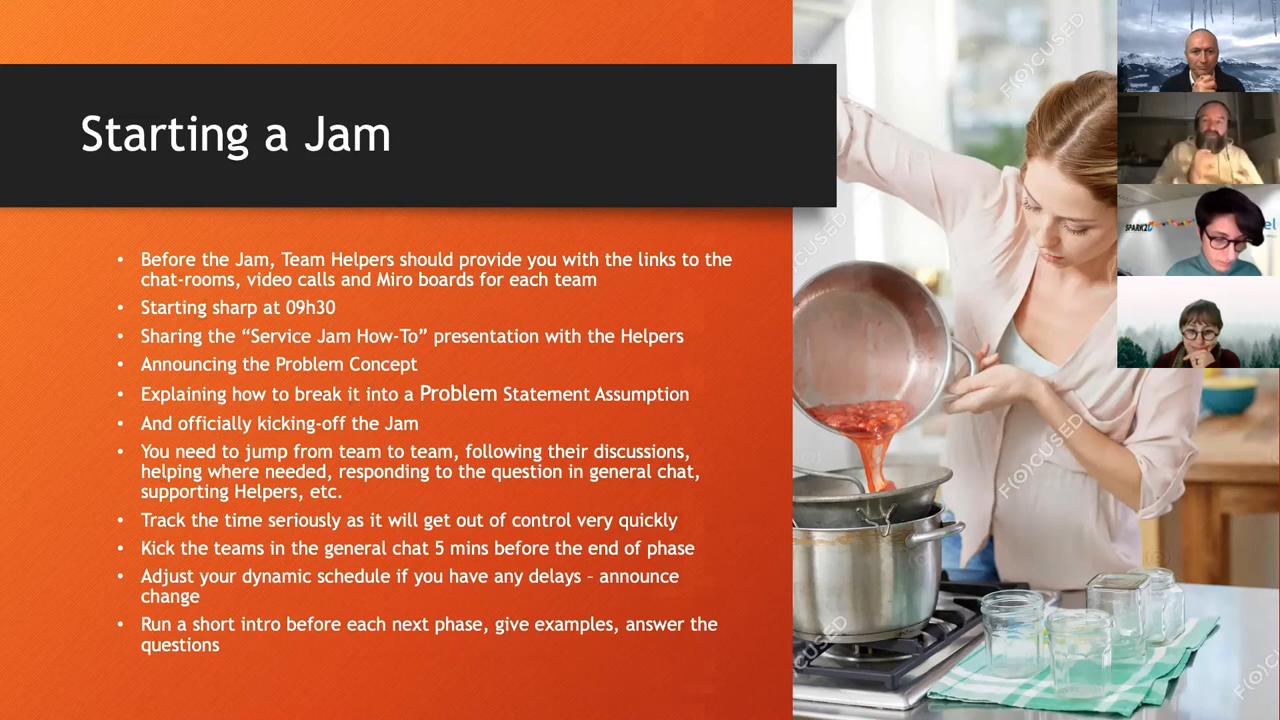 Starting a Jam
• Before the Jam, Team Helpers should provide you with the links to the
chat-rooms, video calls and Miro boards for each team
• Starting sharp at 09h30
• Sharing the “Service Jam How-To” presentation with the Helpers
• Announcing the Problem Concept
• Explaining how to break it into a Problem Statement Assumption
• And officially kicking-off the Jam
• You need to jump from team to team, following their discussions,
helping where needed, responding to the question in general chat,
supporting Helpers, etc.
• Track the time seriously as it will get out of control very quickly
• Kick the teams in the general chat 5 mins before the end of phase
• Adjust your dynamic schedule if you have any delays – announce
change
• Run a short intro before each next phase, give examples, answer the
questions
F(O)CUSED
F(O)CUSED